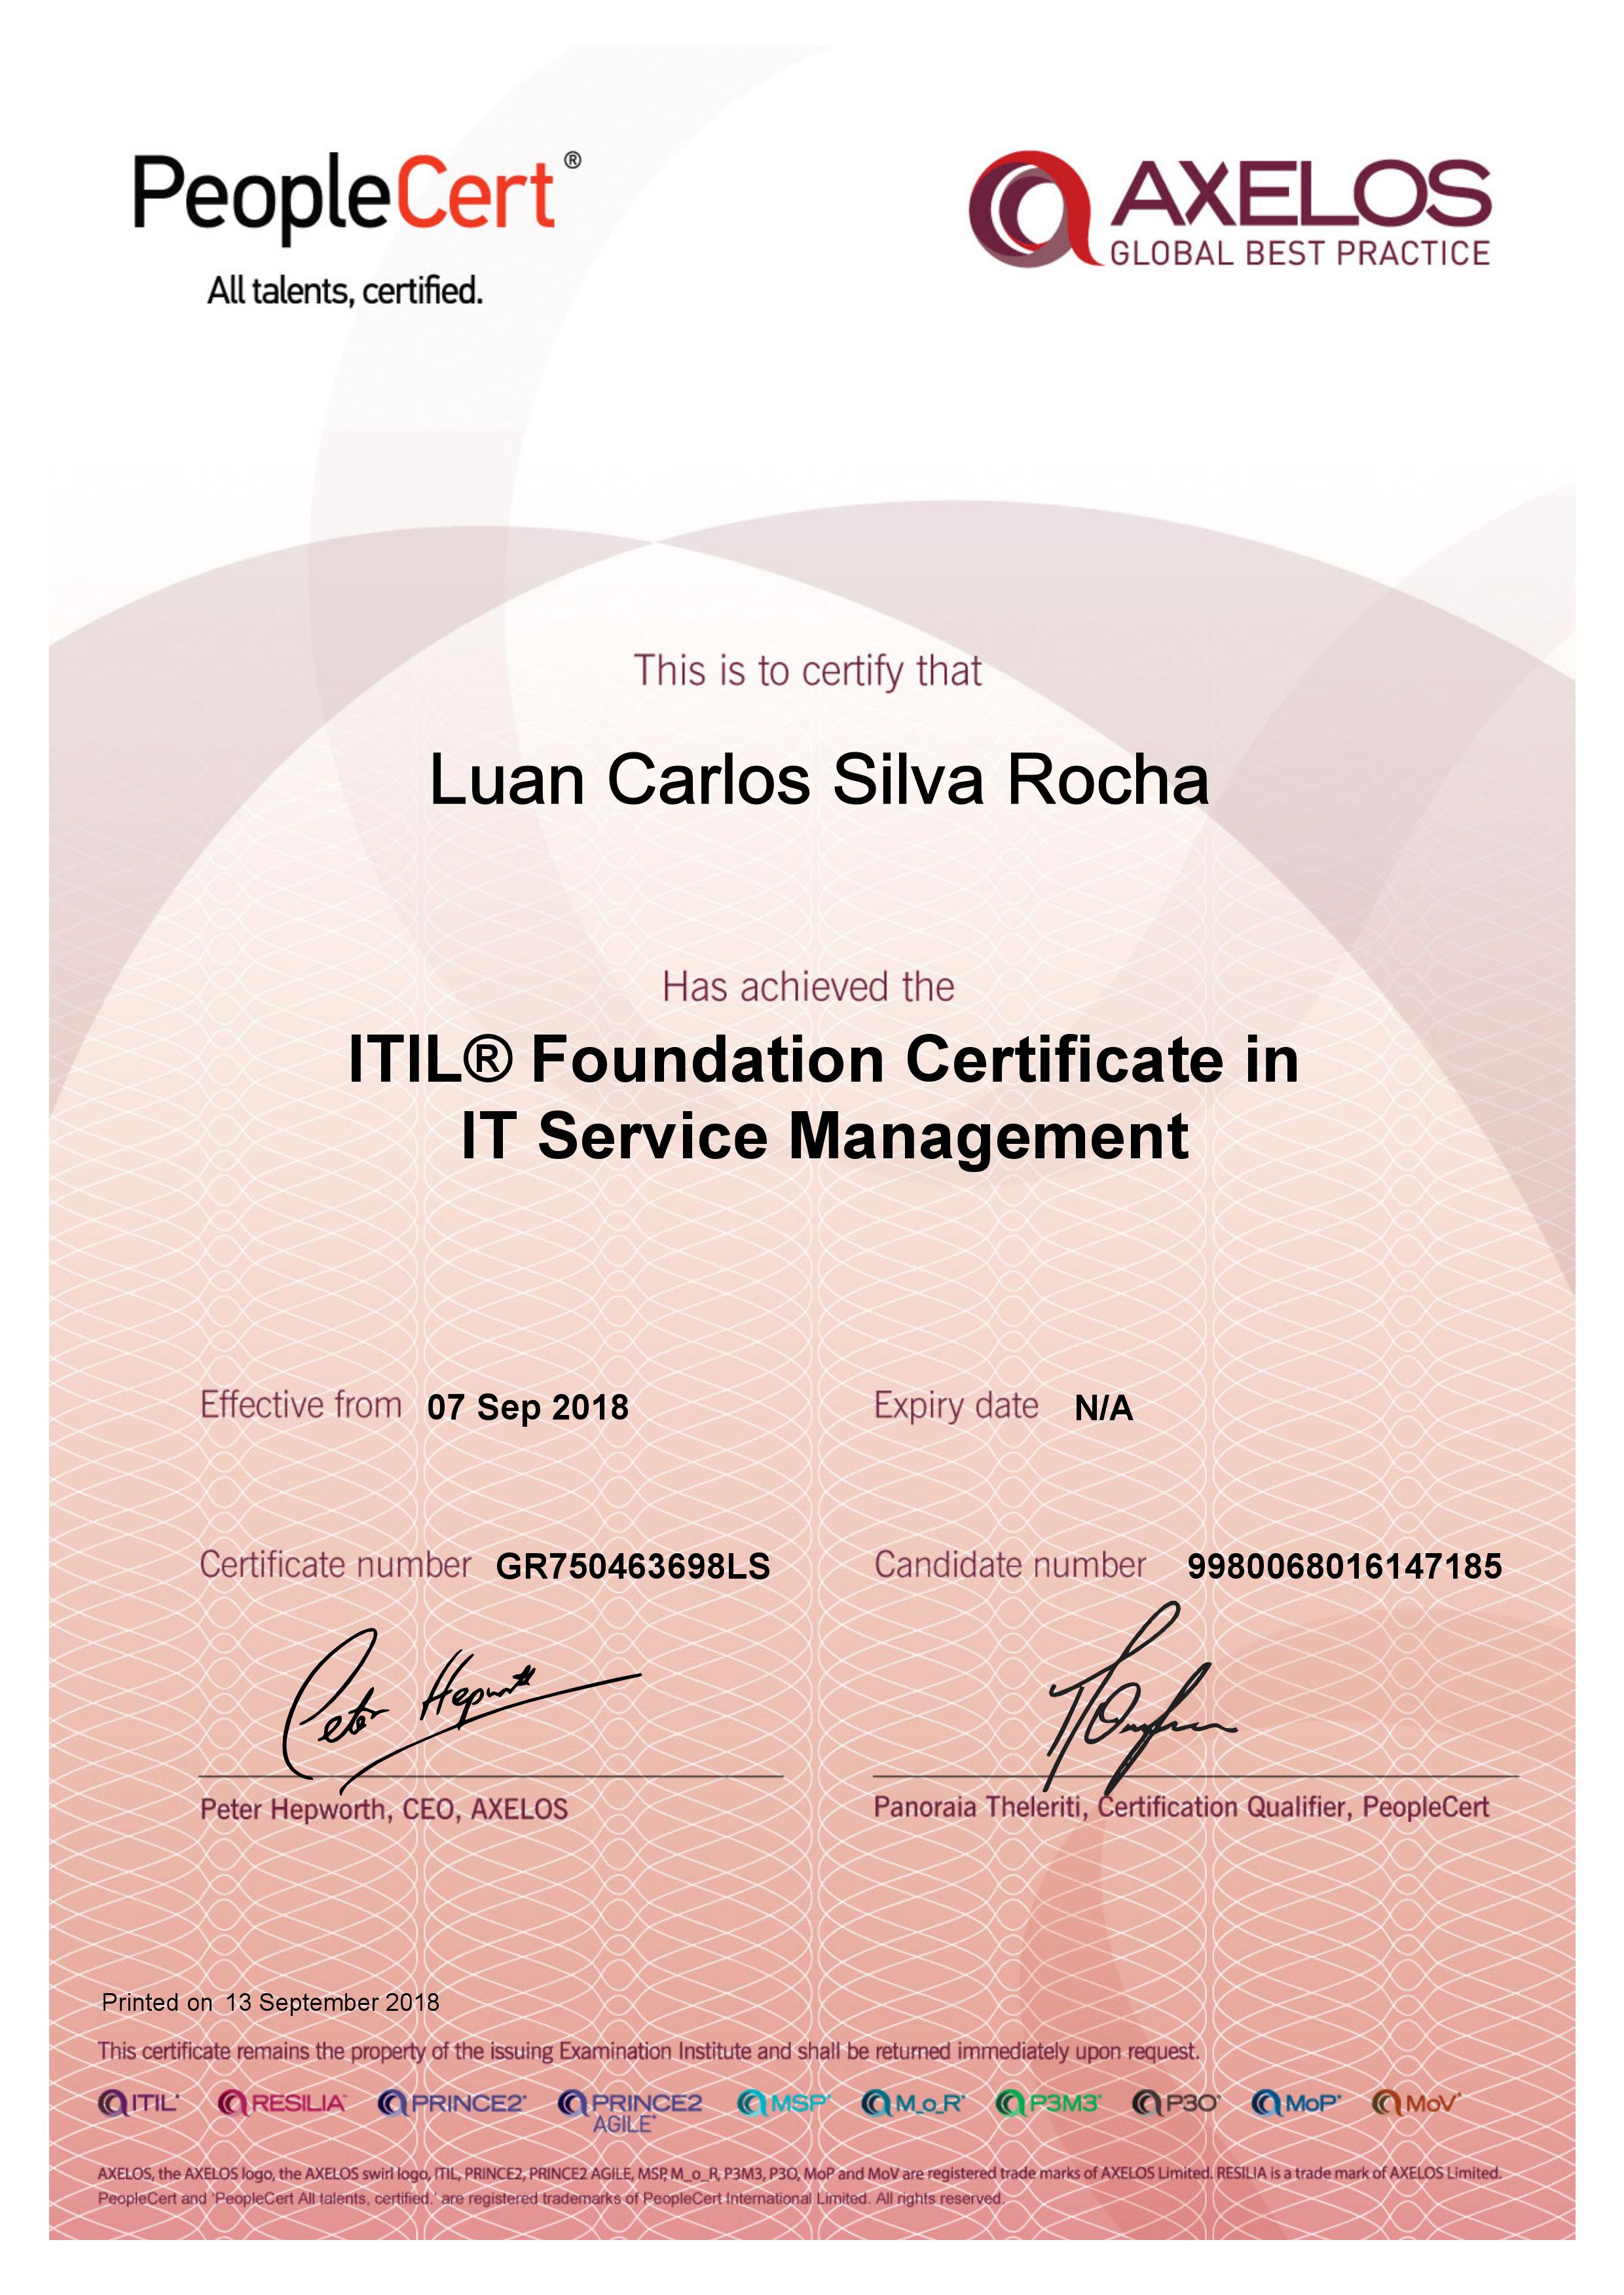 PeopleCert®
All talents, certified.
AXELOS
GLOBAL BEST PRACTICE
This is to certify that
Luan Carlos Silva Rocha
Has achieved the
ITIL® Foundation Certificate in
IT Service Management
Effective from 07 Sep 2018
Expiry date N/A
Certificate number GR750463698LS
Candidate number 9980068016147185
Peter Hepworth
Peter Hepworth, CEO, AXELOS
Panoraia Theleriti, Certification Qualifier, PeopleCert
Printed on 13 September 2018
This certificate remains the property of the issuing Examination Institute and shall be returned immediately upon request.
ITIL® RESILIA™ PRINCE2® PRINCE2 AGILE® MSP® M_o_R® P3M3® P3O® MoP® MoV®
AXELOS, the AXELOS logo, the AXELOS swirl logo, ITIL, PRINCE2, PRINCE2 AGILE, MSP, M_o_R, P3M3, P3O, MoP and MoV are registered trade marks of AXELOS Limited. RESILIA is a trade mark of AXELOS Limited.
PeopleCert and 'PeopleCert All talents, certified.' are registered trademarks of PeopleCert International Limited. All rights reserved.